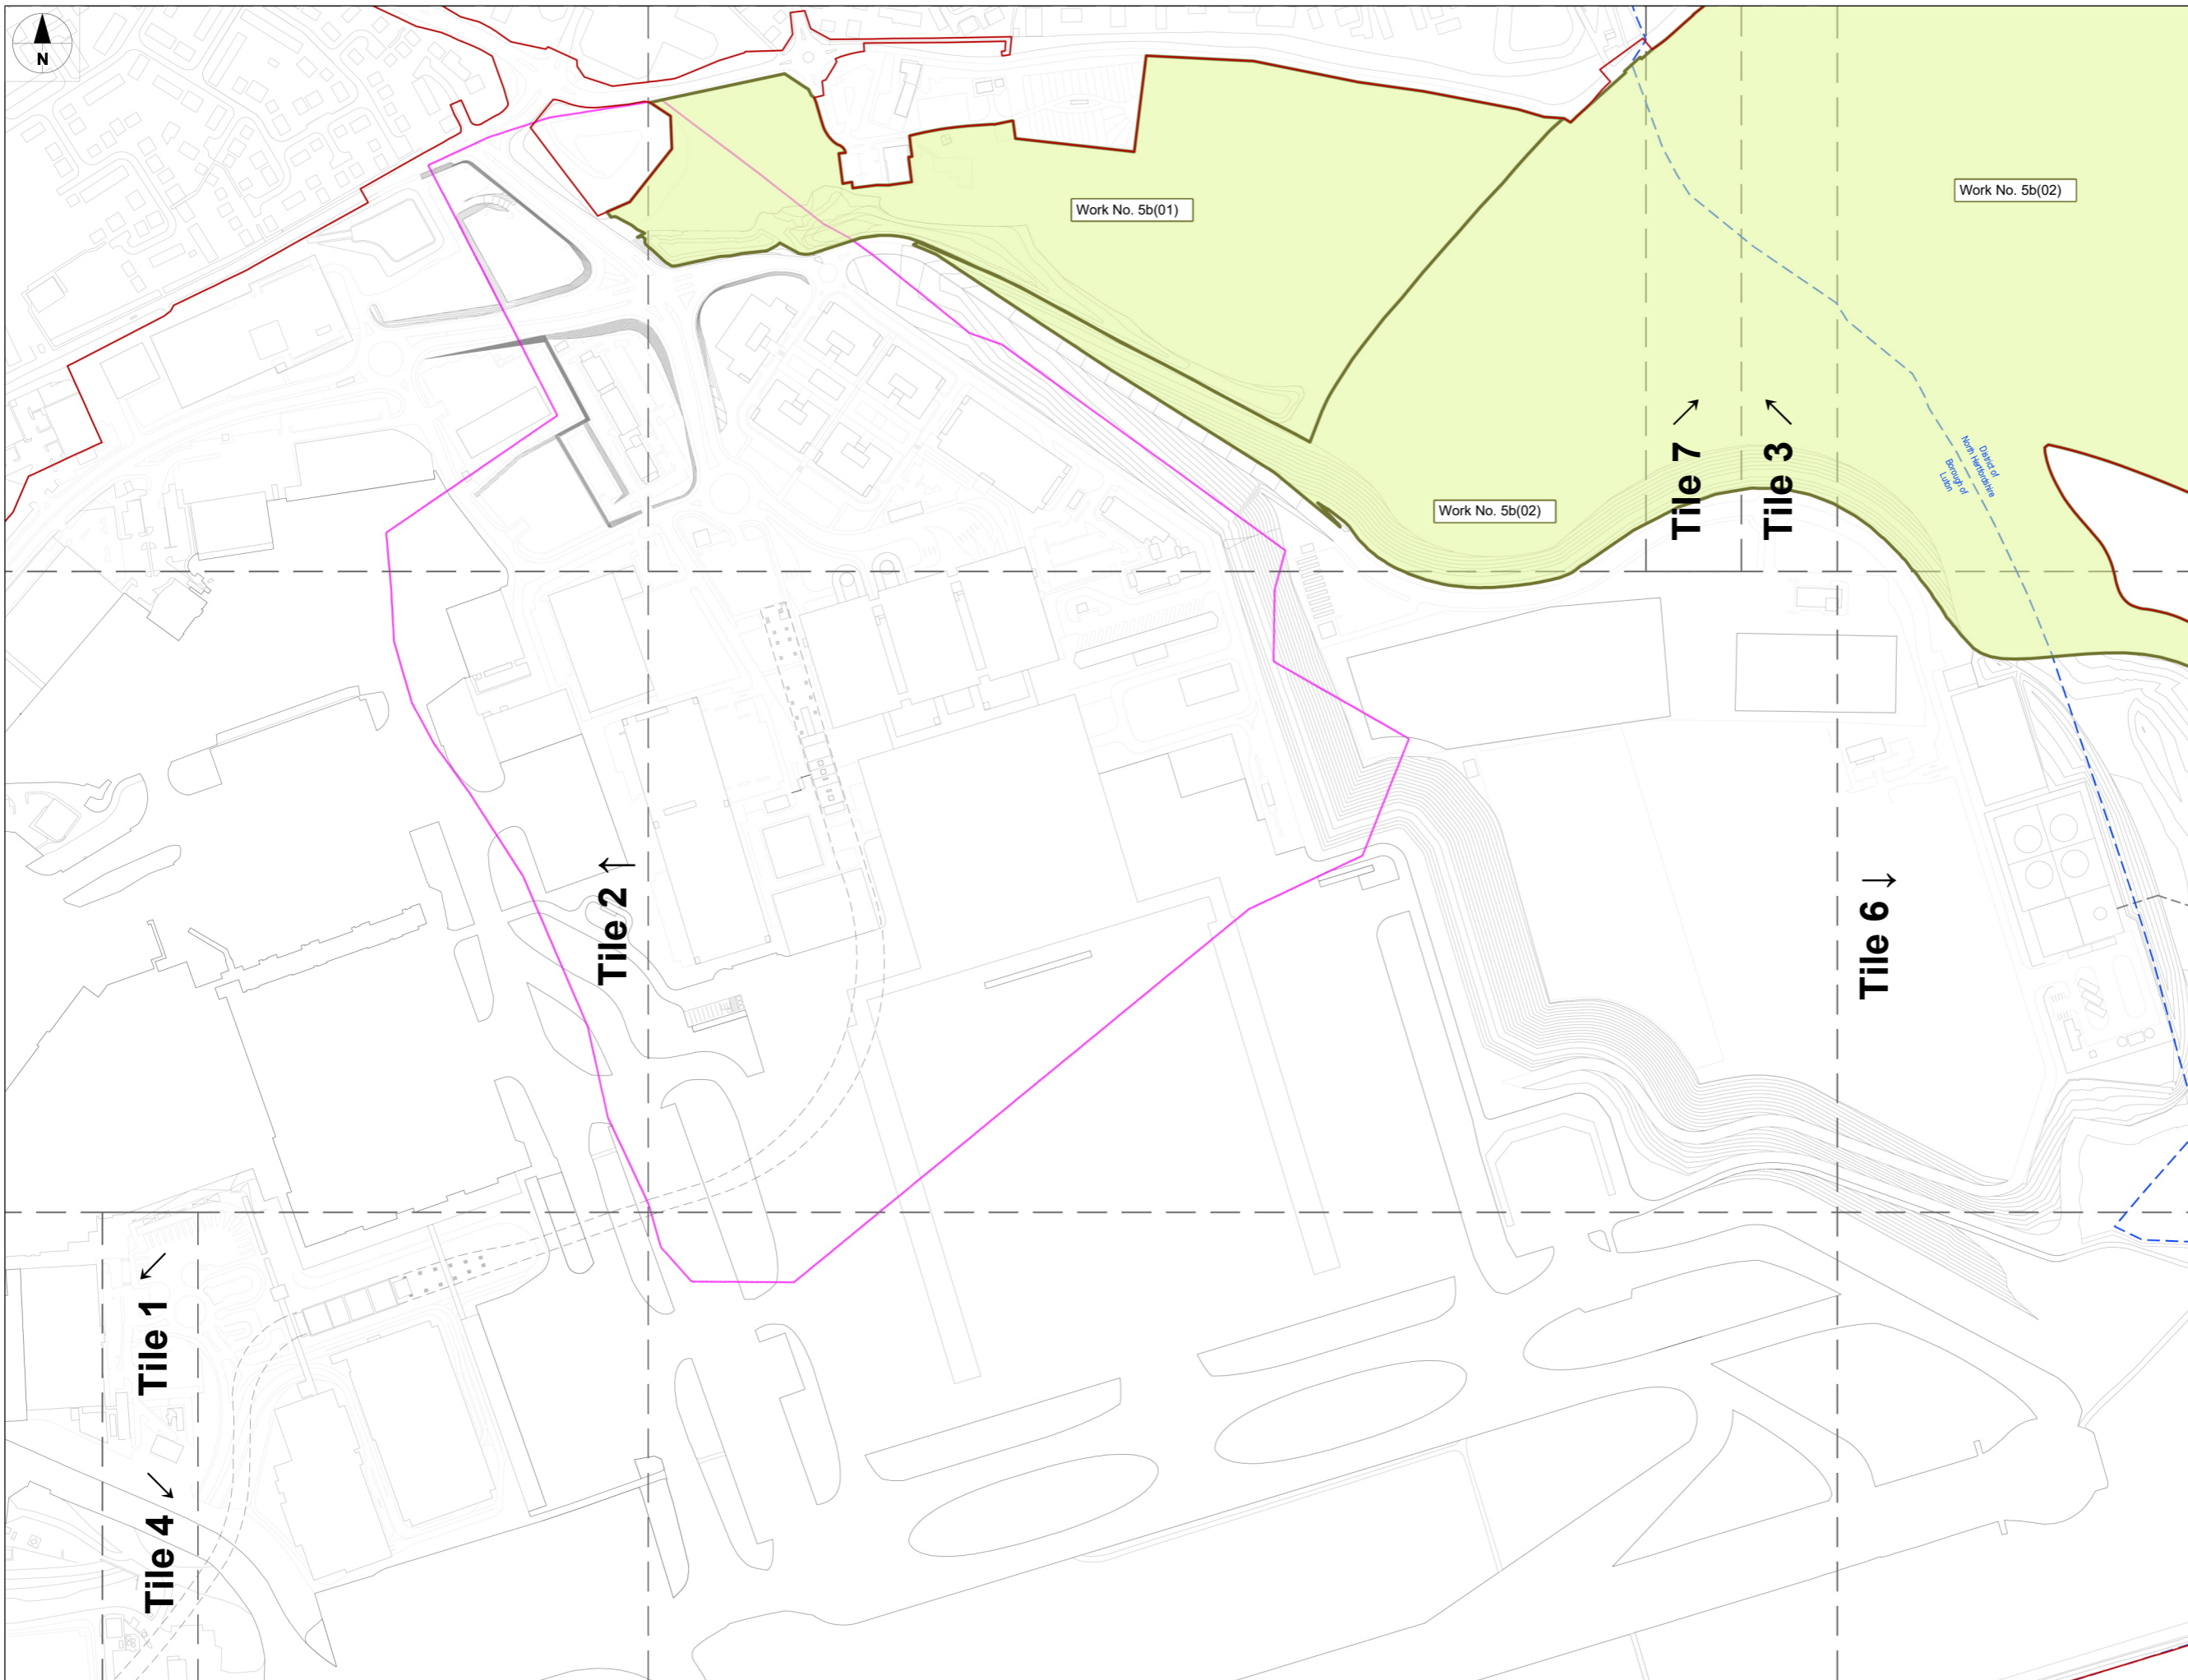 N
Work No. 5b(01)
Work No. 5b(02)
District of
North Hertfordshire
Borough of
Luton
Work No. 5b(02)
Tile 7 →
Tile 3 →
Tile 2 ←
Tile 6 →
Tile 1 ←
Tile 4 ←